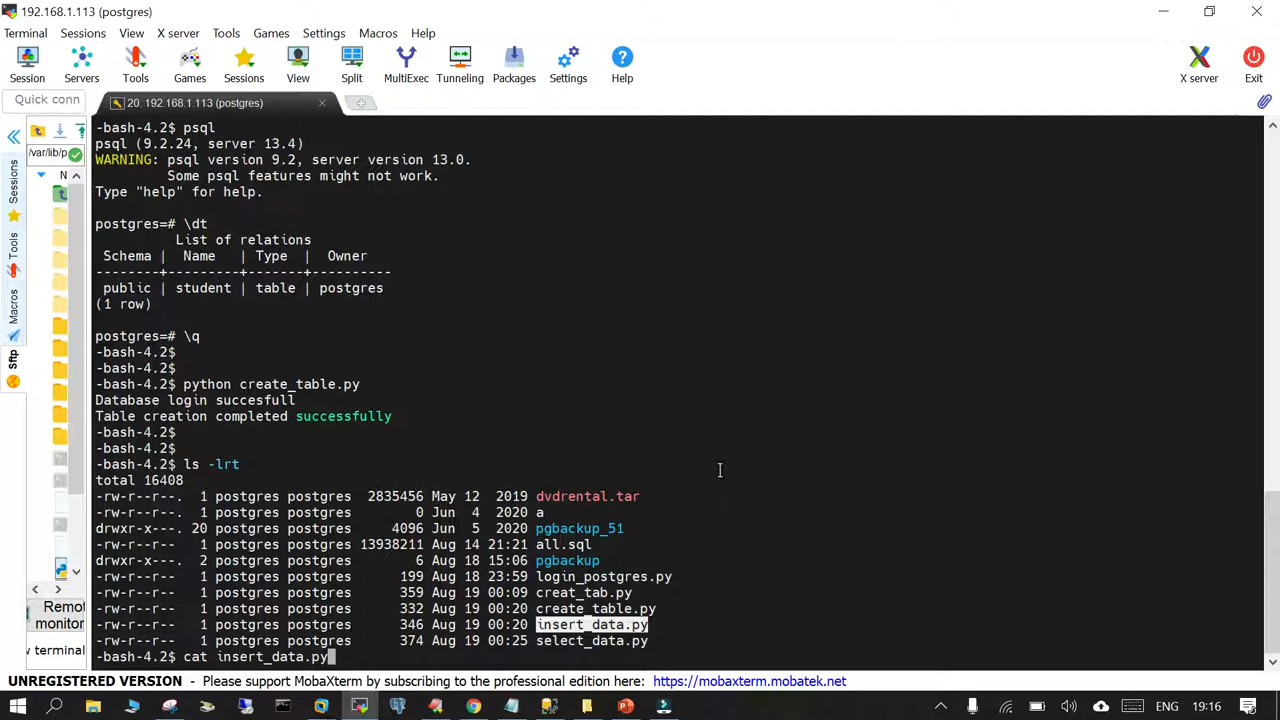 192.168.1.113 (postgres)
Terminal Sessions View X server Tools Games Settings Macros Help
Session Servers Tools Games Sessions View Split MultiExec Tunneling Packages Settings Help X server Exit
Quick conn
20. 192.168.1.113 (postgres)
/var/lib/p
N
Sessions
Tools
Macros
Sftp
-bash-4.2$ psql
psql (9.2.24, server 13.4)
WARNING: psql version 9.2, server version 13.0.
Some psql features might not work.
Type "help" for help.
postgres=# \dt
List of relations
Schema | Name | Type | Owner
--------+---------+-------+----------
public | student | table | postgres
(1 row)
postgres=# \q
-bash-4.2$
-bash-4.2$
-bash-4.2$ python create_table.py
Database login succesfull
Table creation completed successfully
-bash-4.2$
-bash-4.2$
-bash-4.2$ ls -lrt
total 16408
-rw-r--r--. 1 postgres postgres 2835456 May 12 2019 dvdrental.tar
-rw-r--r--. 1 postgres postgres 0 Jun 4 2020 a
drwxr-x---. 20 postgres postgres 4096 Jun 5 2020 pgbackup_51
-rw-r--r-- 1 postgres postgres 13938211 Aug 14 21:21 all.sql
drwxr-x---. 2 postgres postgres 6 Aug 18 15:06 pgbackup
-rw-r--r-- 1 postgres postgres 199 Aug 18 23:59 login_postgres.py
-rw-r--r-- 1 postgres postgres 359 Aug 19 00:09 creat_tab.py
-rw-r--r-- 1 postgres postgres 332 Aug 19 00:20 create_table.py
-rw-r--r-- 1 postgres postgres 346 Aug 19 00:20 insert_data.py
-rw-r--r-- 1 postgres postgres 374 Aug 19 00:25 select_data.py
-bash-4.2$ cat insert_data.py
Remo
monitor
w terminal
UNREGISTERED VERSION - Please support MobaXterm by subscribing to the professional edition here: https://mobaxterm.mobatek.net
ENG 19:16